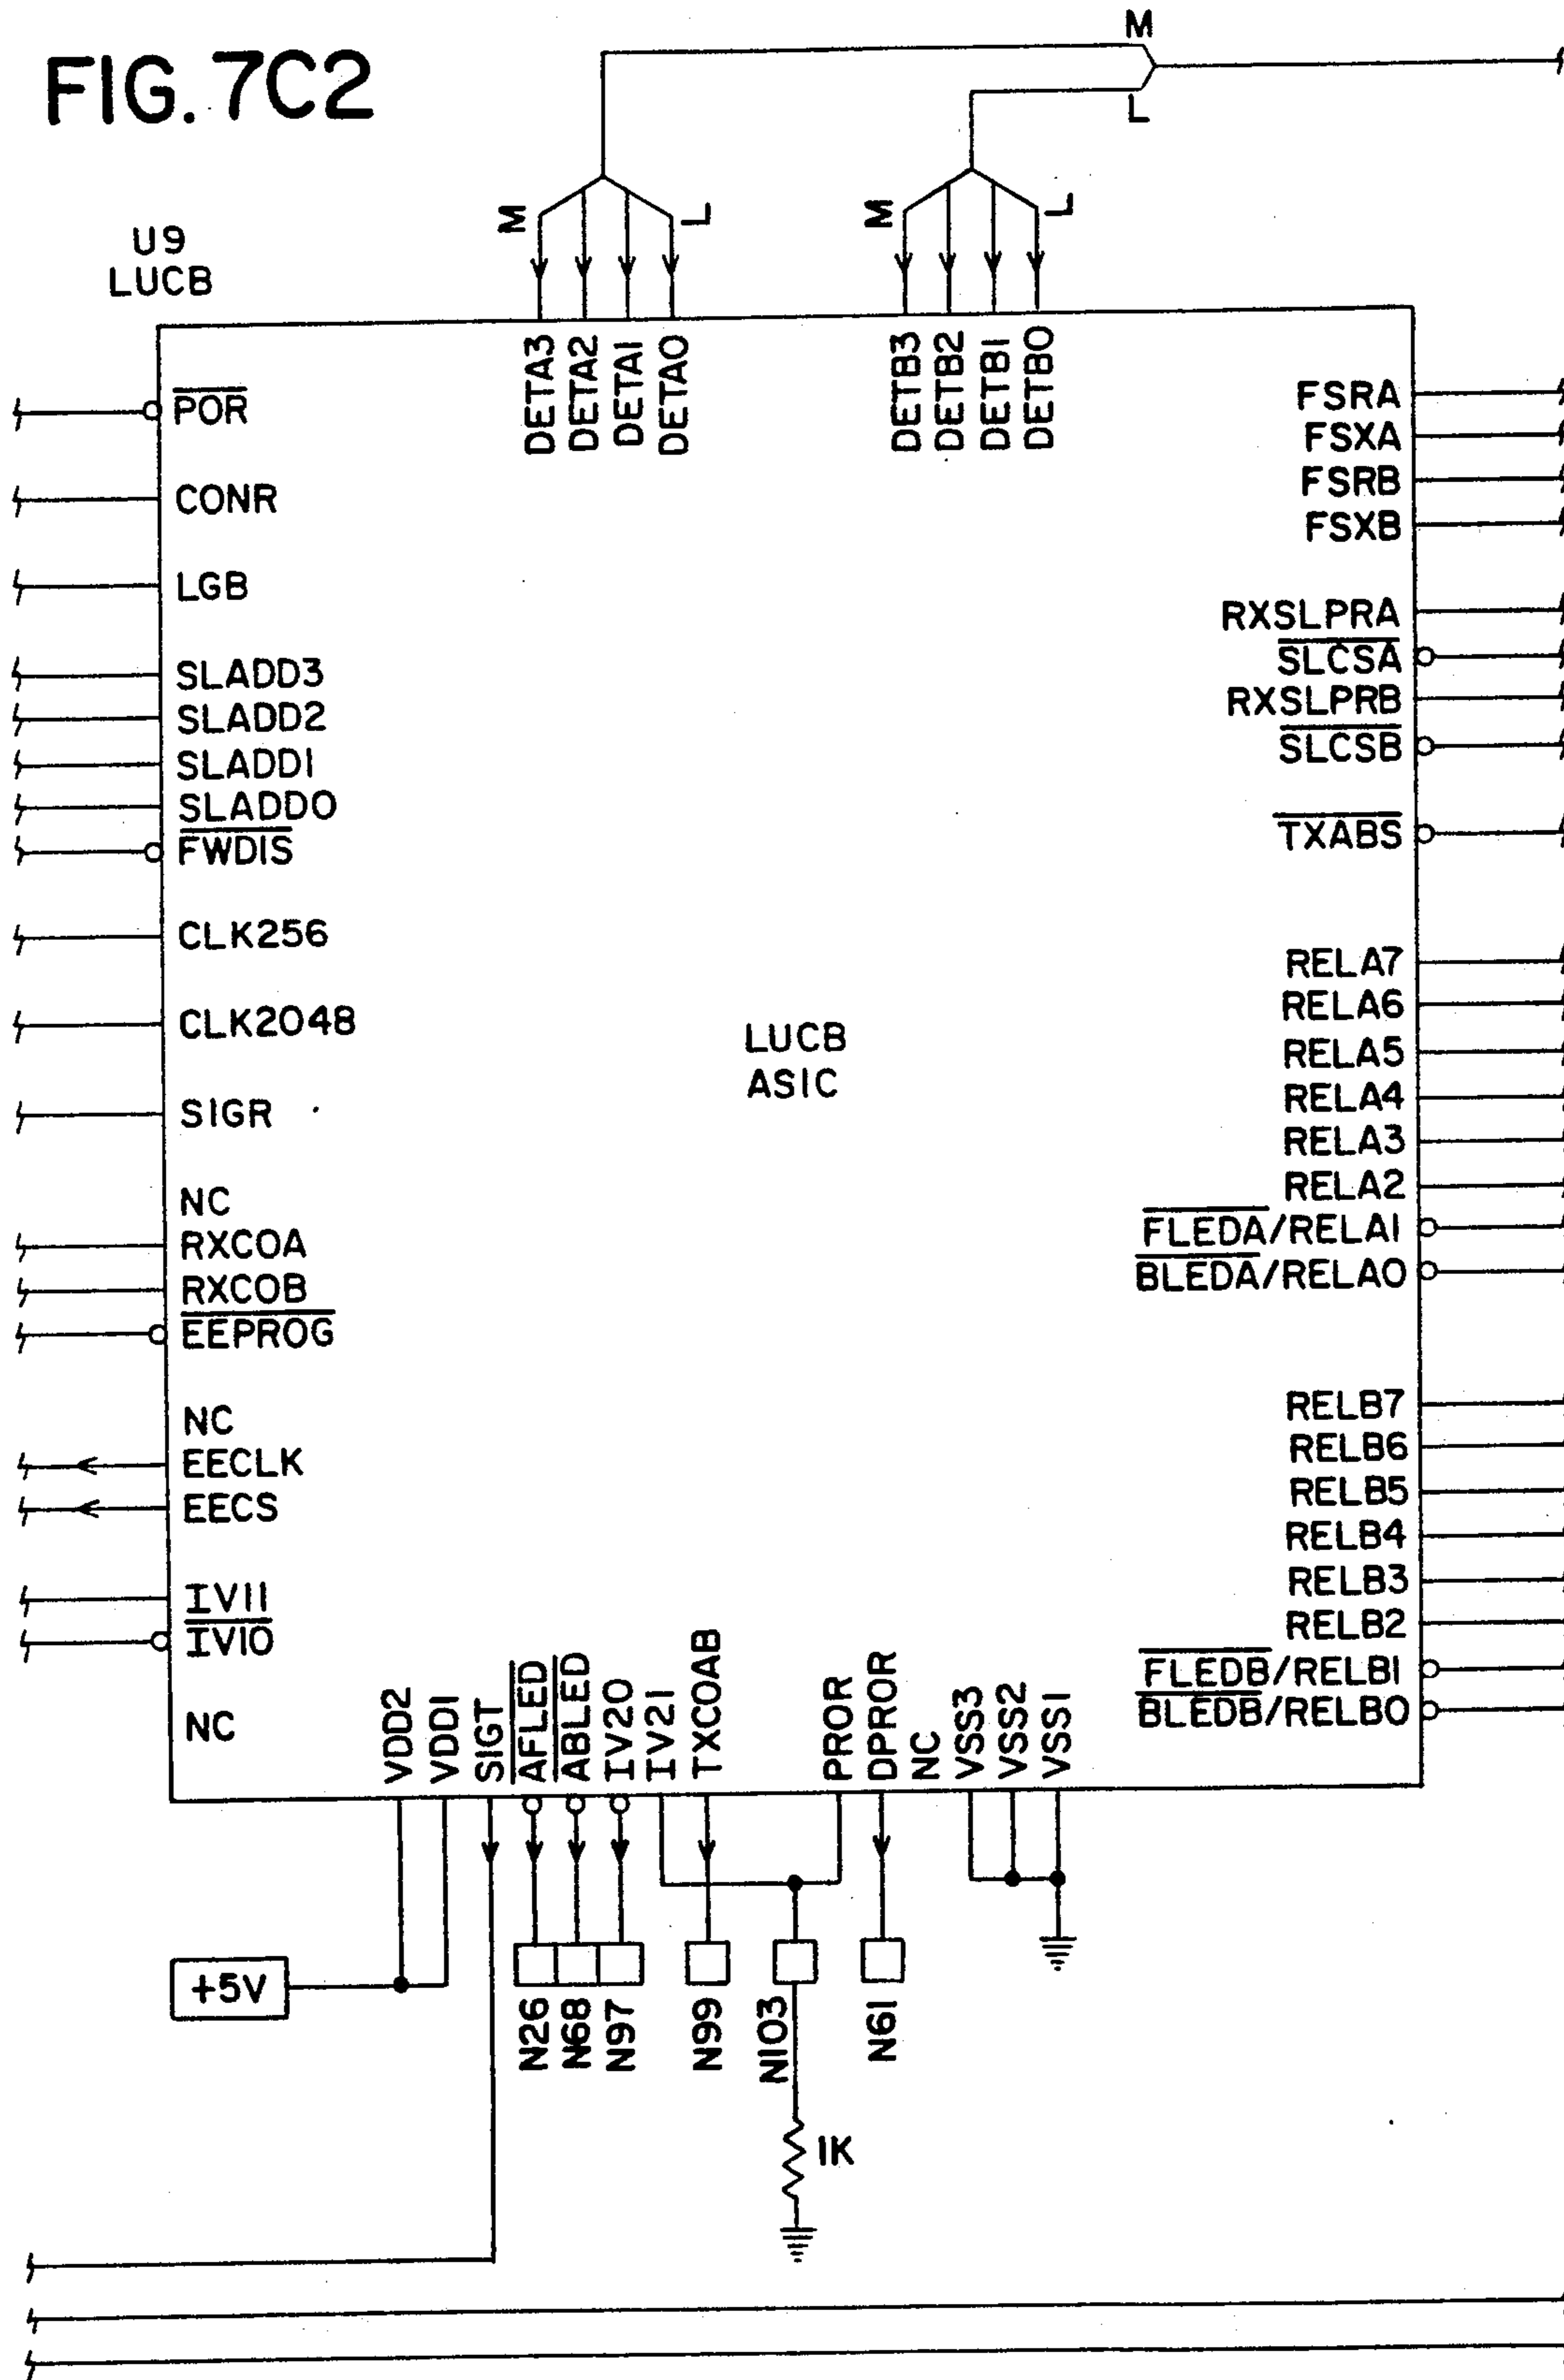 FIG. 7C2
M
L
M
L
M
L
U9
LUCB
DETA3
DETA2
DETA1
DETA0
DETB3
DETB2
DETB1
DETB0
POR
CONR
LGB
SLADD3
SLADD2
SLADD1
SLADD0
FWDIS
CLK256
CLK2048
SIGR
NC
RXCOA
RXCOB
EEPROG
NC
EECLK
EECS
IV11
IV10
NC
LUCB
ASIC
FSRA
FSXA
FSRB
FSXB
RXSLPRA
SLCSA
RXSLPRB
SLCSB
TXABS
RELA7
RELA6
RELA5
RELA4
RELA3
RELA2
FLEDA/RELA1
BLEDA/RELA0
RELB7
RELB6
RELB5
RELB4
RELB3
RELB2
FLEDB/RELB1
BLEDB/RELB0
VDD2
VDD1
SIGT
AFLED
ABLED
IV20
IV21
TXCOAB
PROR
DPROR
NC
VSS3
VSS2
VSS1
+5V
N26
N68
N97
N99
N103
N61
1K